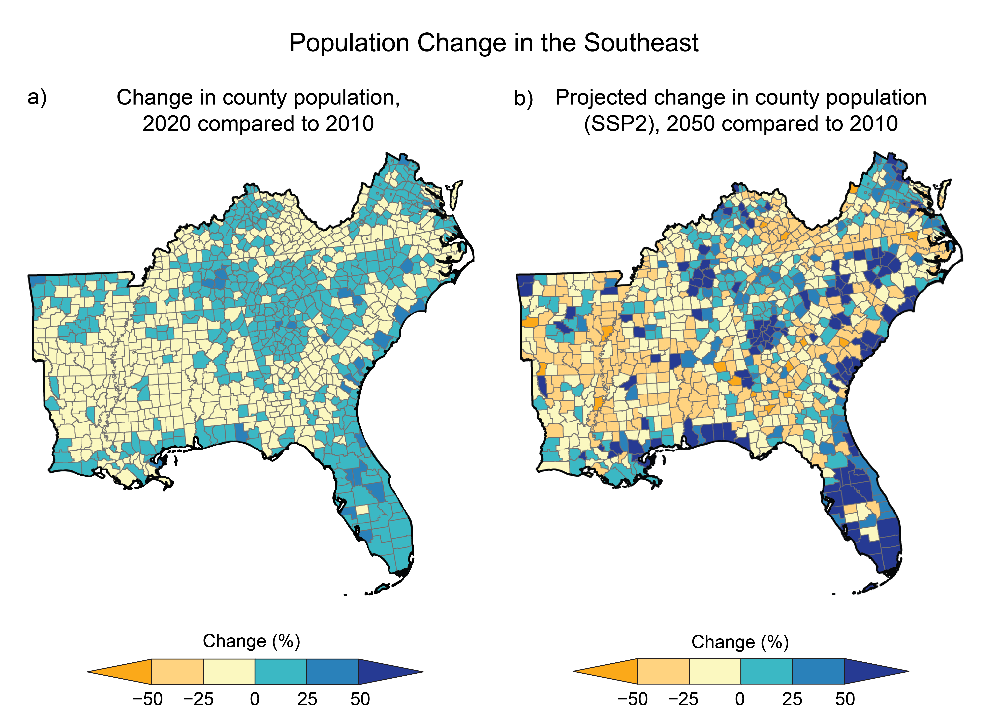 Population Change in the Southeast
a)
Change in county population,
2020 compared to 2010
b)
Projected change in county population
(SSP2), 2050 compared to 2010
Change (%)
−50 −25 0 25 50
Change (%)
−50 −25 0 25 50